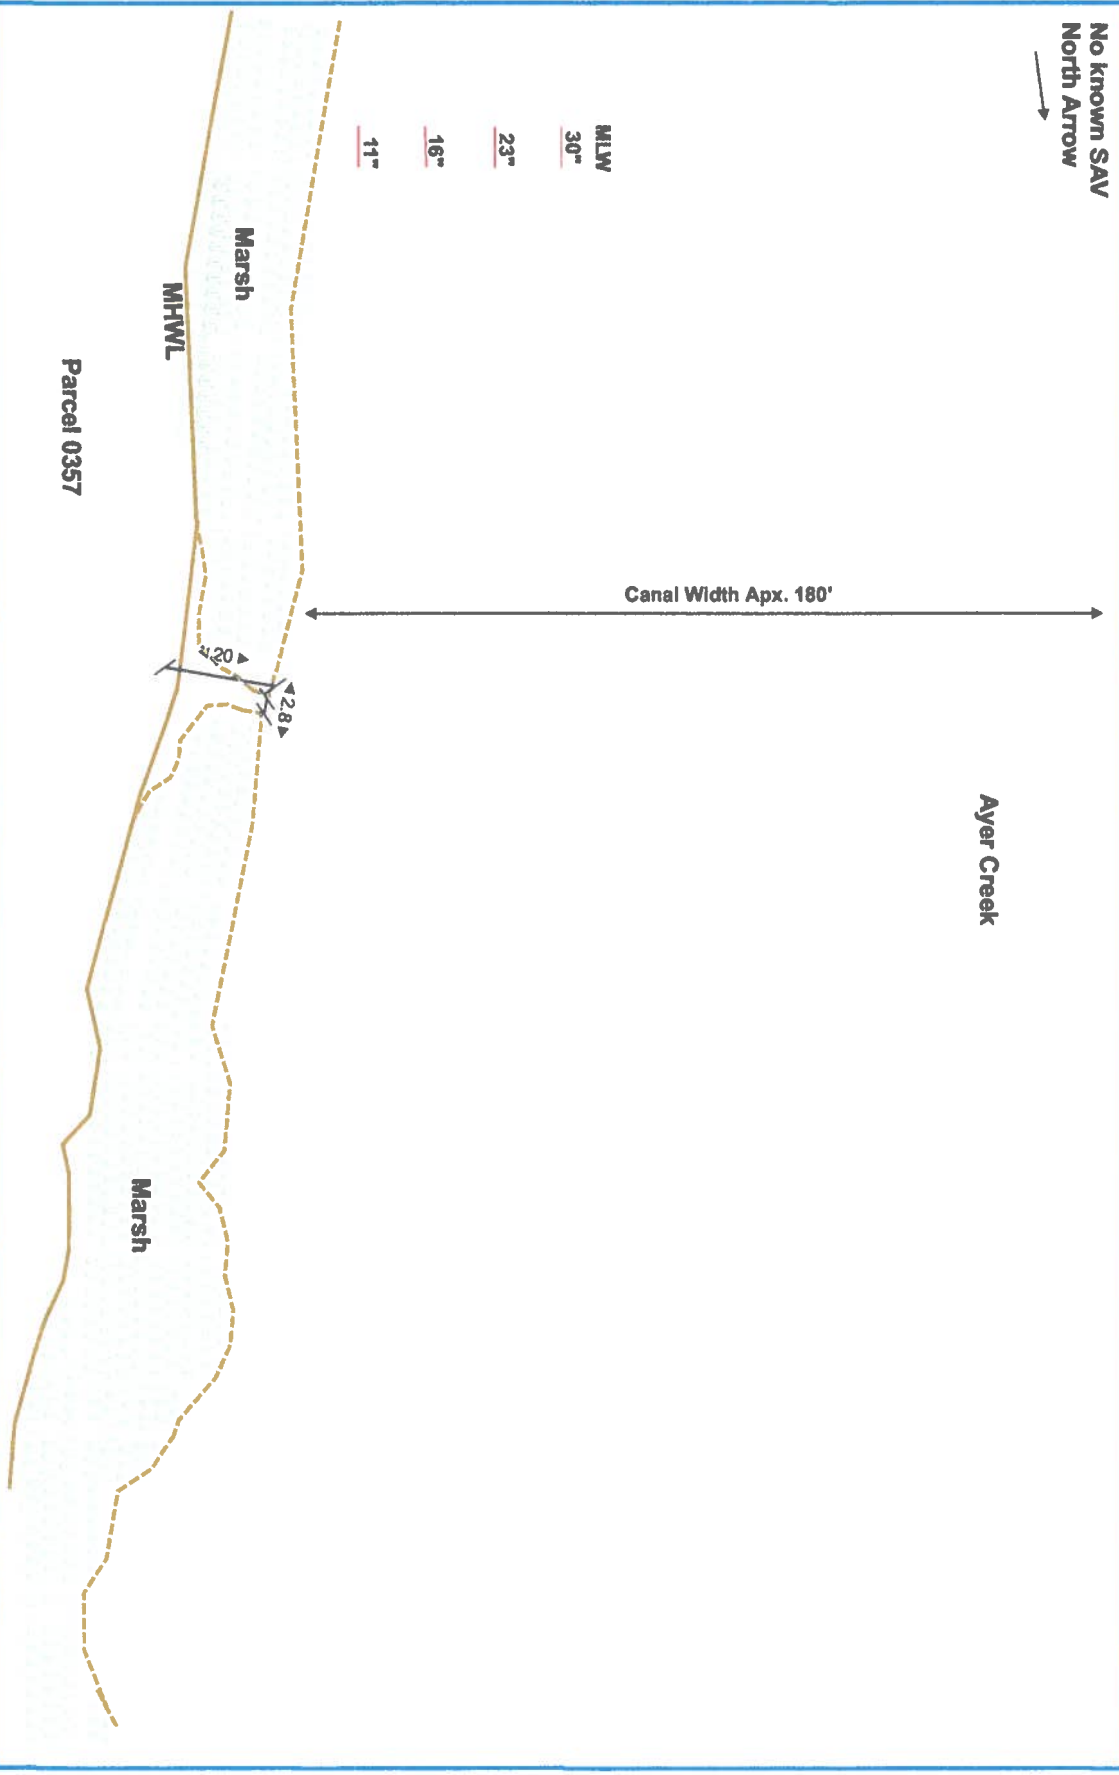 No known SAV
North Arrow
MLW
30"
23"
16"
11"
Marsh
MHWL
Parcel 0357
Canal Width Apx. 180'
20
2.8
Ayer Creek
Marsh